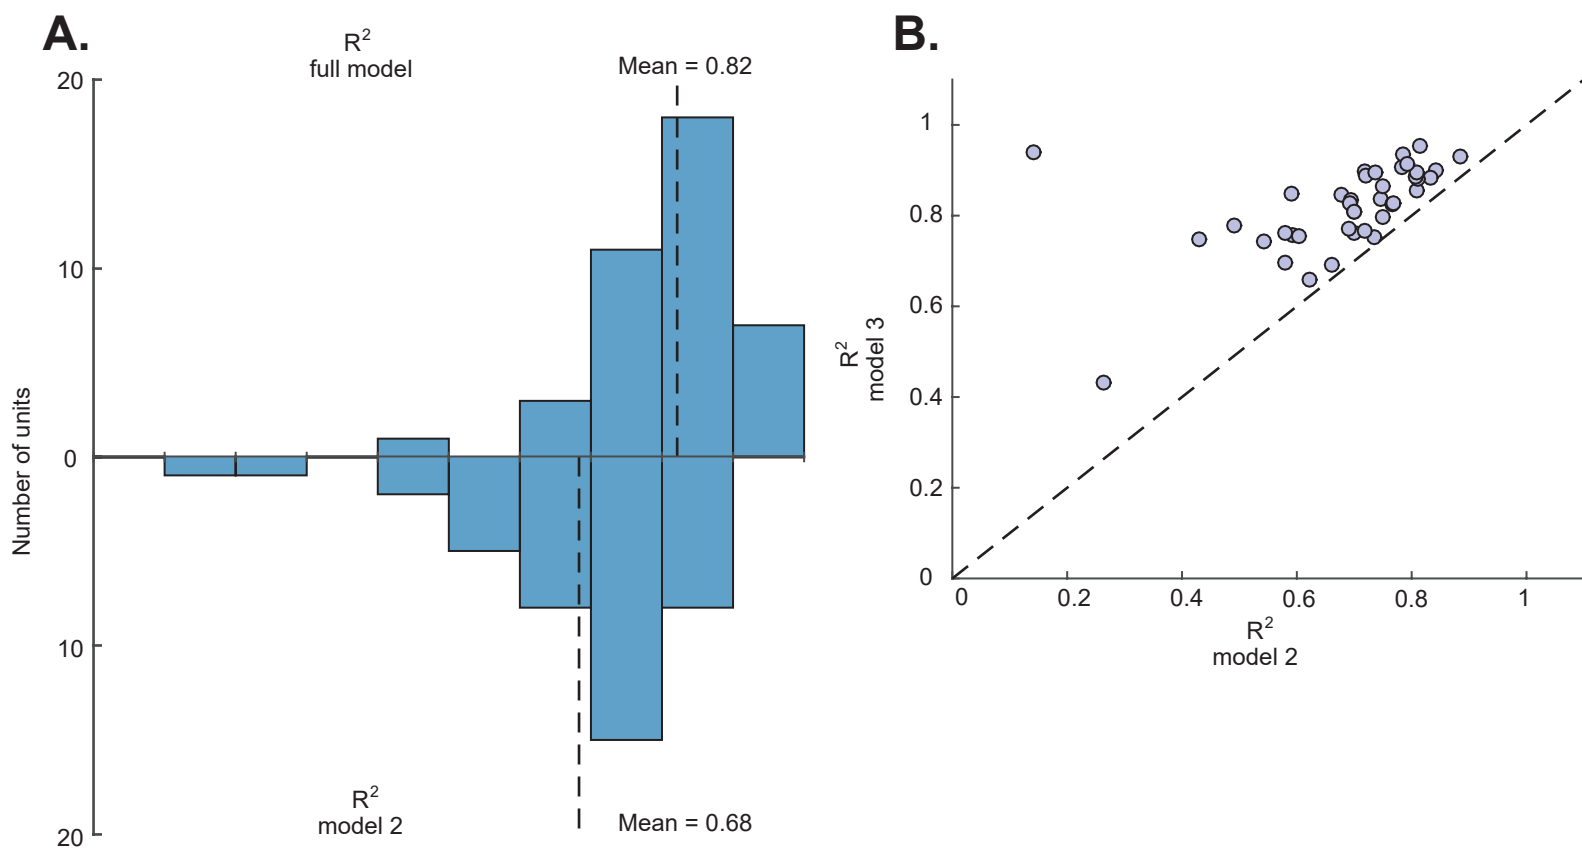 A.
R²
full model
Mean = 0.82
20
10
0
10
20
Number of units
R²
model 2
Mean = 0.68
B.
1
0.8
0.6
0.4
0.2
0
R²
model 3
0
0.2
0.4
0.6
0.8
1
R²
model 2